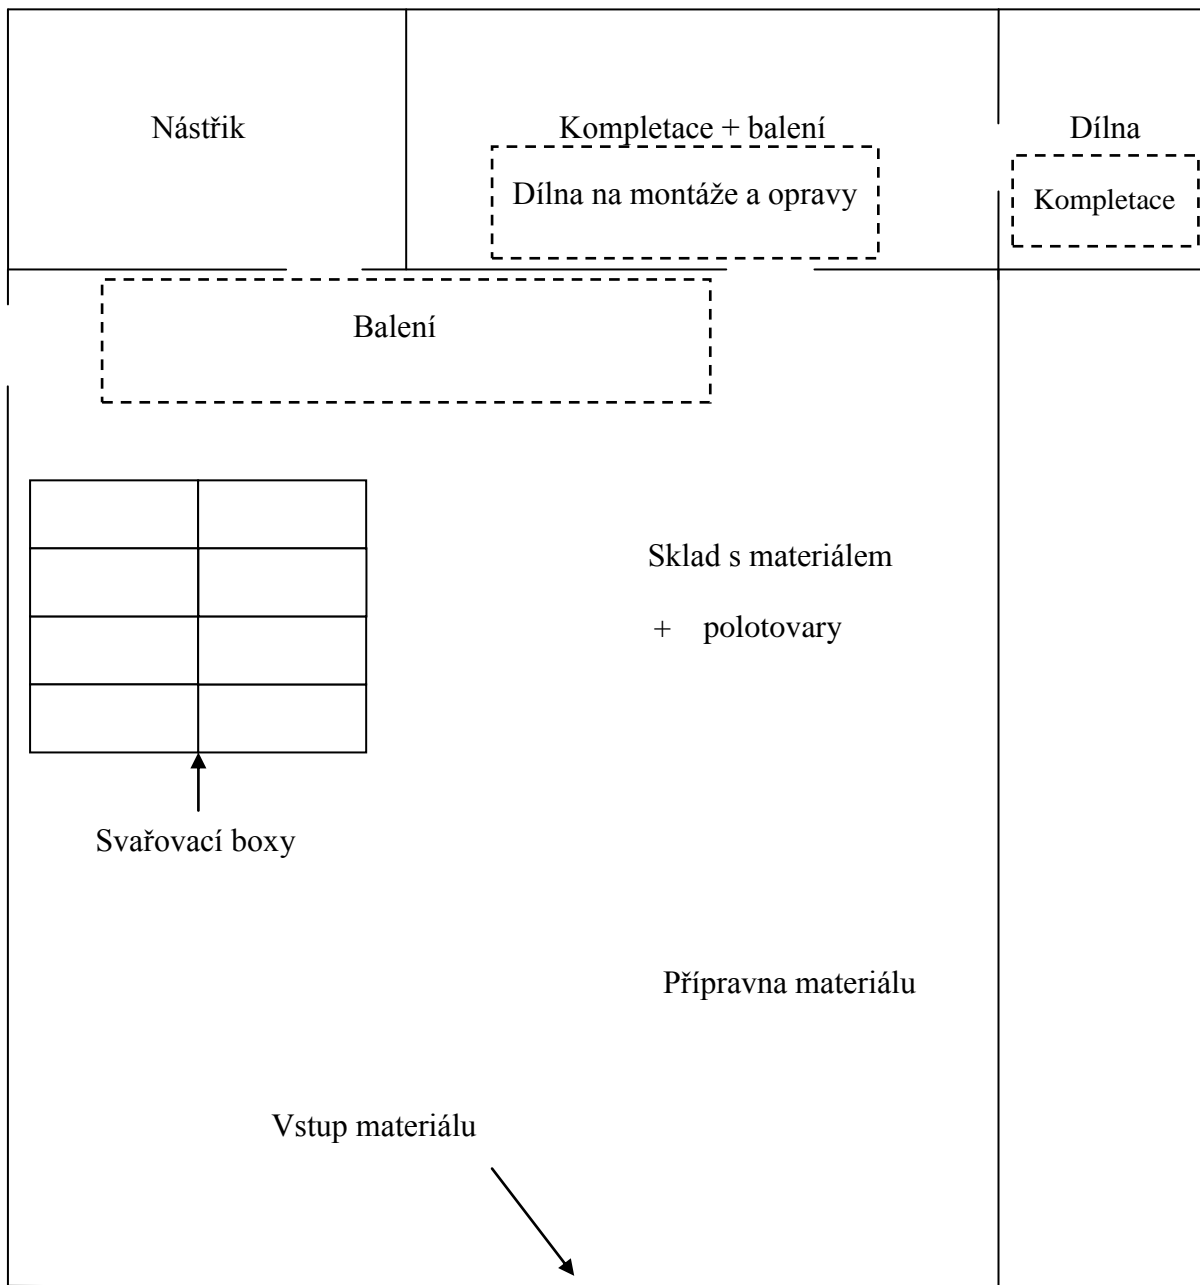 Nástřik
Kompletace + balení
Dílna na montáže a opravy
Dílna
Kompletace
Balení
Sklad s materiálem
+ polotovary
Svařovací boxy
Přípravna materiálu
Vstup materiálu